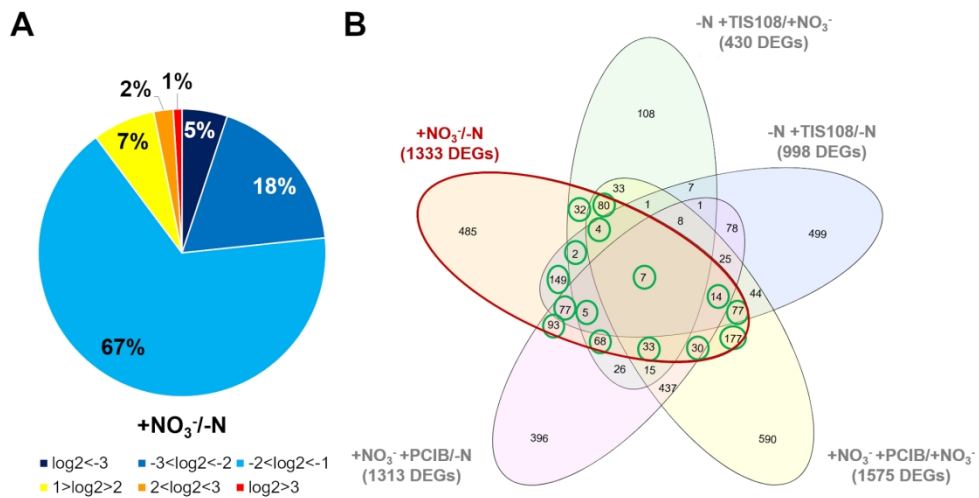 A
B
2%
1%
7%
5%
18%
67%
+NO₃⁻/-N
log2<-3
-3<log2<-2
-2<log2<-1
1>log2>2
2<log2<3
log2>3
-N +TIS108/+NO₃⁻
(430 DEGs)
+NO₃⁻/-N
(1333 DEGs)
-N +TIS108/-N
(998 DEGs)
108
33
7
32
80
1
1
4
8
78
485
499
2
25
149
7
14
44
77
5
77
93
68
33
30
177
26
15
437
396
590
+NO₃⁻ +PCIB/-N
(1313 DEGs)
+NO₃⁻ +PCIB/+NO₃⁻
(1575 DEGs)